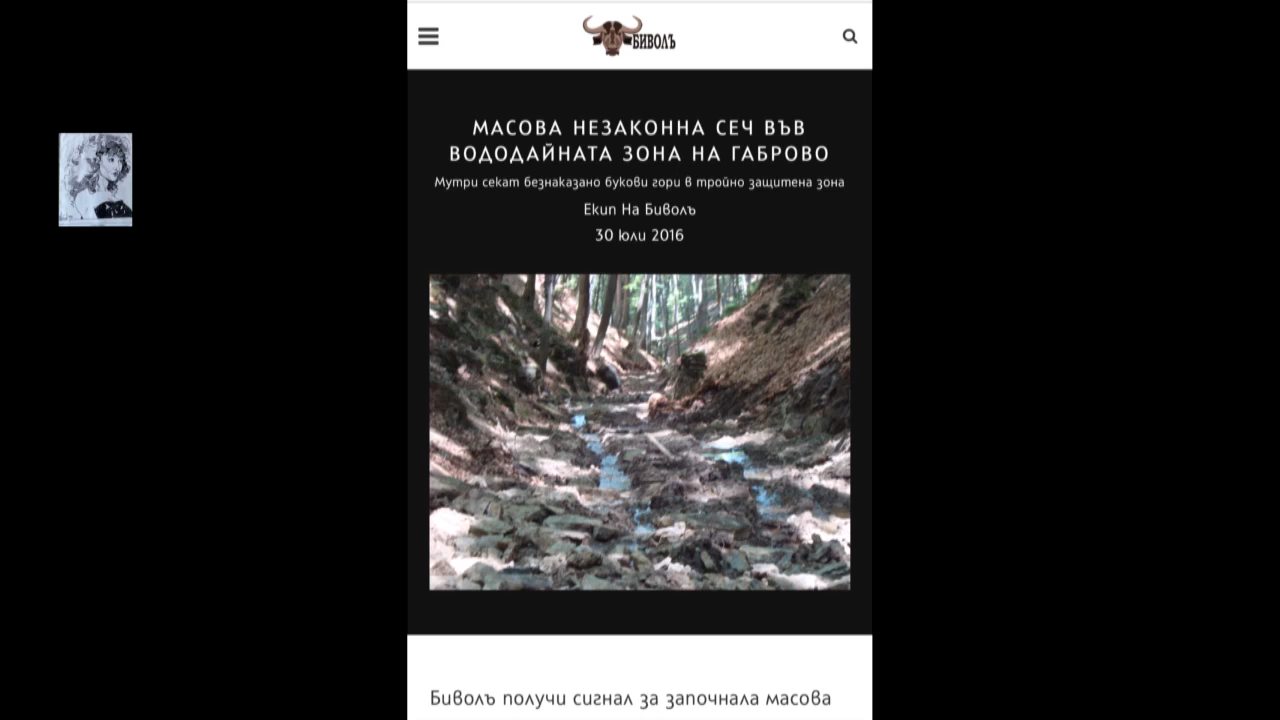 БИВОЛЪ
МАСОВА НЕЗАКОННА СЕЧ ВЪВ
ВОДОДАЙНАТА ЗОНА НА ГАБРОВО
Мутри секат безнаказано букови гори в тройно защитена зона
Екип На Биволъ
30 юли 2016
Биволъ получи сигнал за започнала масова